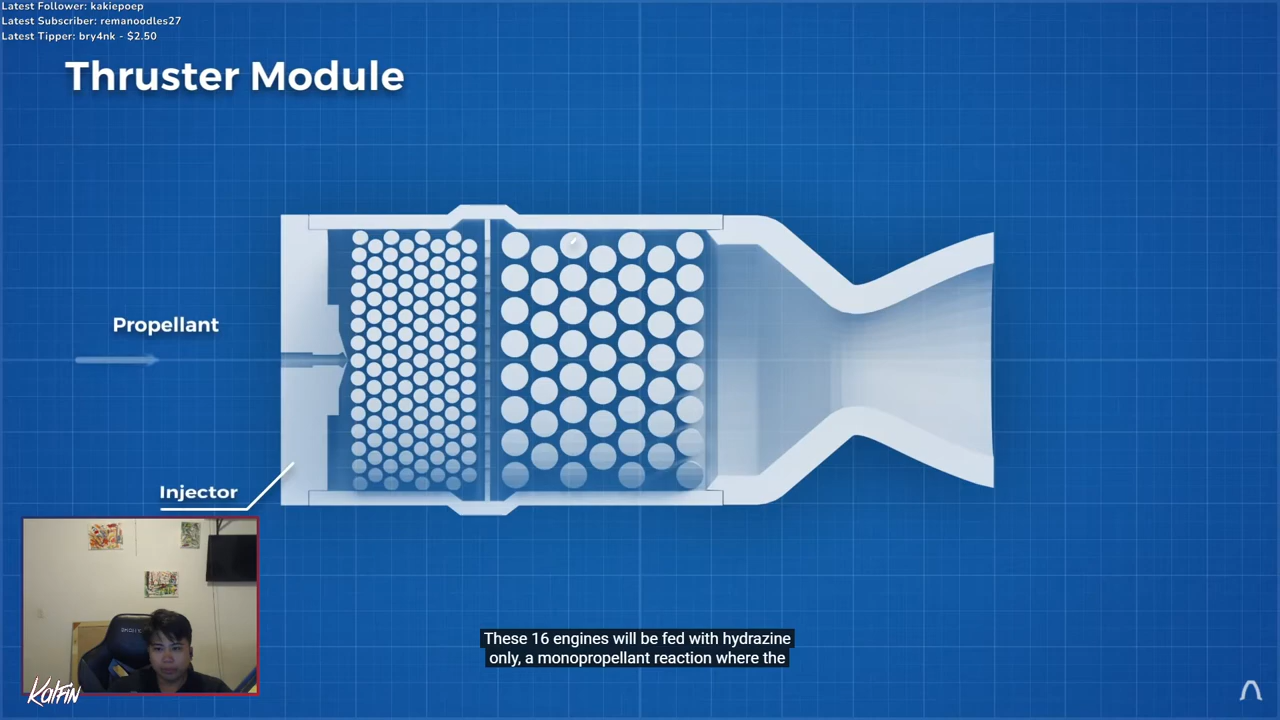 Latest Follower: kakiepoep
Latest Subscriber: remanoodles27
Latest Tipper: bry4nk - $2.50
Thruster Module
Propellant
Injector
These 16 engines will be fed with hydrazine
only, a monopropellant reaction where the
KalFiN